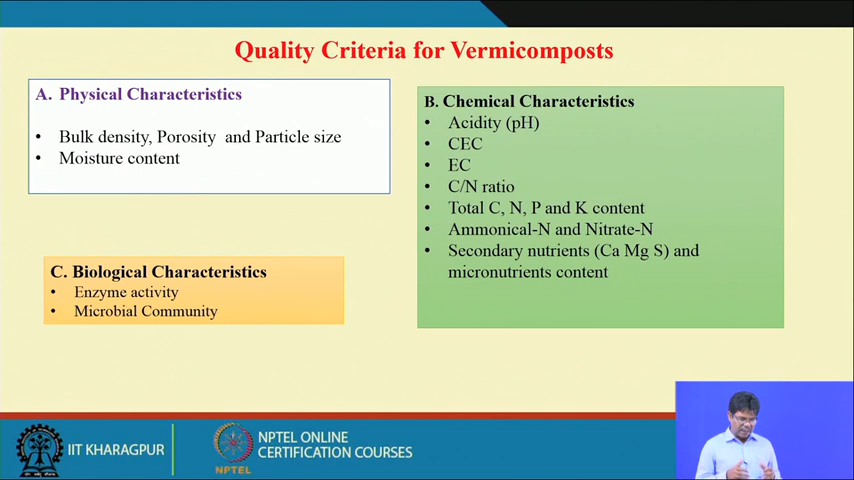 Quality Criteria for Vermicomposts
A. Physical Characteristics
• Bulk density, Porosity and Particle size
• Moisture content
B. Chemical Characteristics
• Acidity (pH)
• CEC
• EC
• C/N ratio
• Total C, N, P and K content
• Ammonical-N and Nitrate-N
• Secondary nutrients (Ca Mg S) and
micronutrients content
C. Biological Characteristics
• Enzyme activity
• Microbial Community
IIT KHARAGPUR
NPTEL
NPTEL ONLINE
CERTIFICATION COURSES